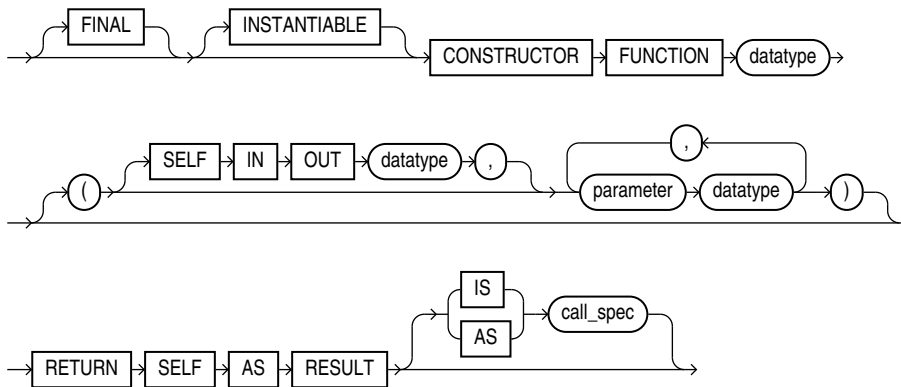 FINAL INSTANTIABLE
CONSTRUCTOR FUNCTION datatype
,
( SELF IN OUT datatype , parameter datatype )
IS
AS call_spec
RETURN SELF AS RESULT